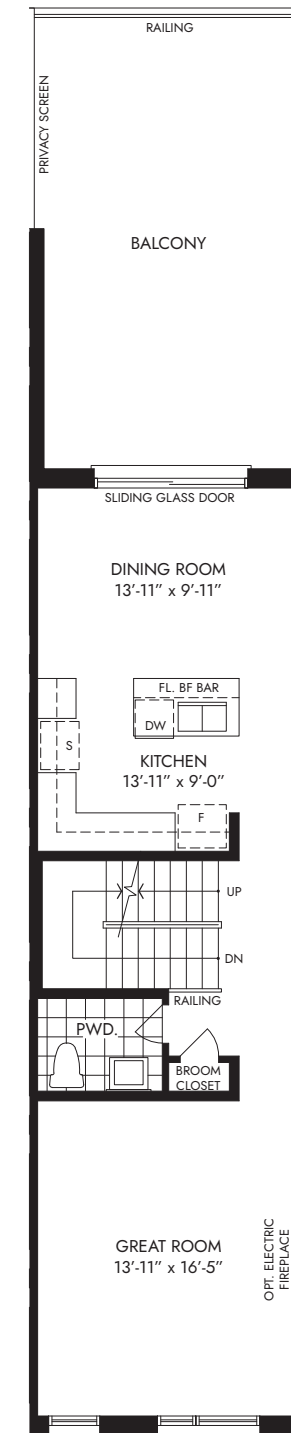 RAILING
PRIVACY SCREEN
BALCONY
SLIDING GLASS DOOR
DINING ROOM
13’-11” x 9’-11”
FL. BF BAR
DW
S
KITCHEN
13’-11” x 9’-0”
F
UP
DN
RAILING
PWD.
BROOM
CLOSET
GREAT ROOM
13’-11” x 16’-5”
OPT. ELECTRIC
FIREPLACE